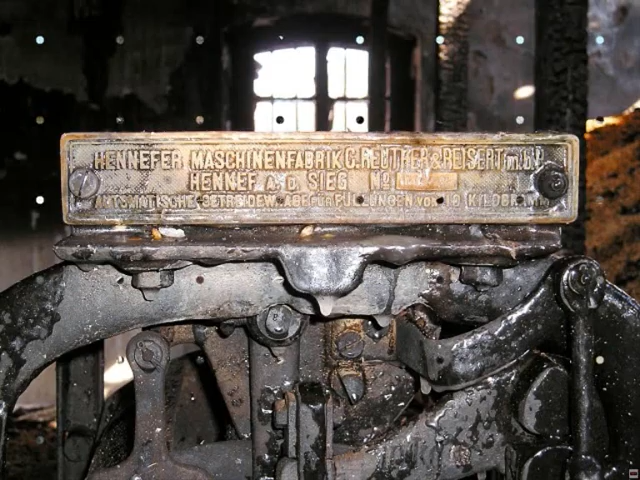 HENNEFER MASCHINENFABRIK C. REUTHER & REISERT m.b.H.
HENNEF A. D. SIEG No
AUTOMATISCHE GETREIDEWAAGE FÜR FÜLLUNGEN VON 10 KILOGRAMM